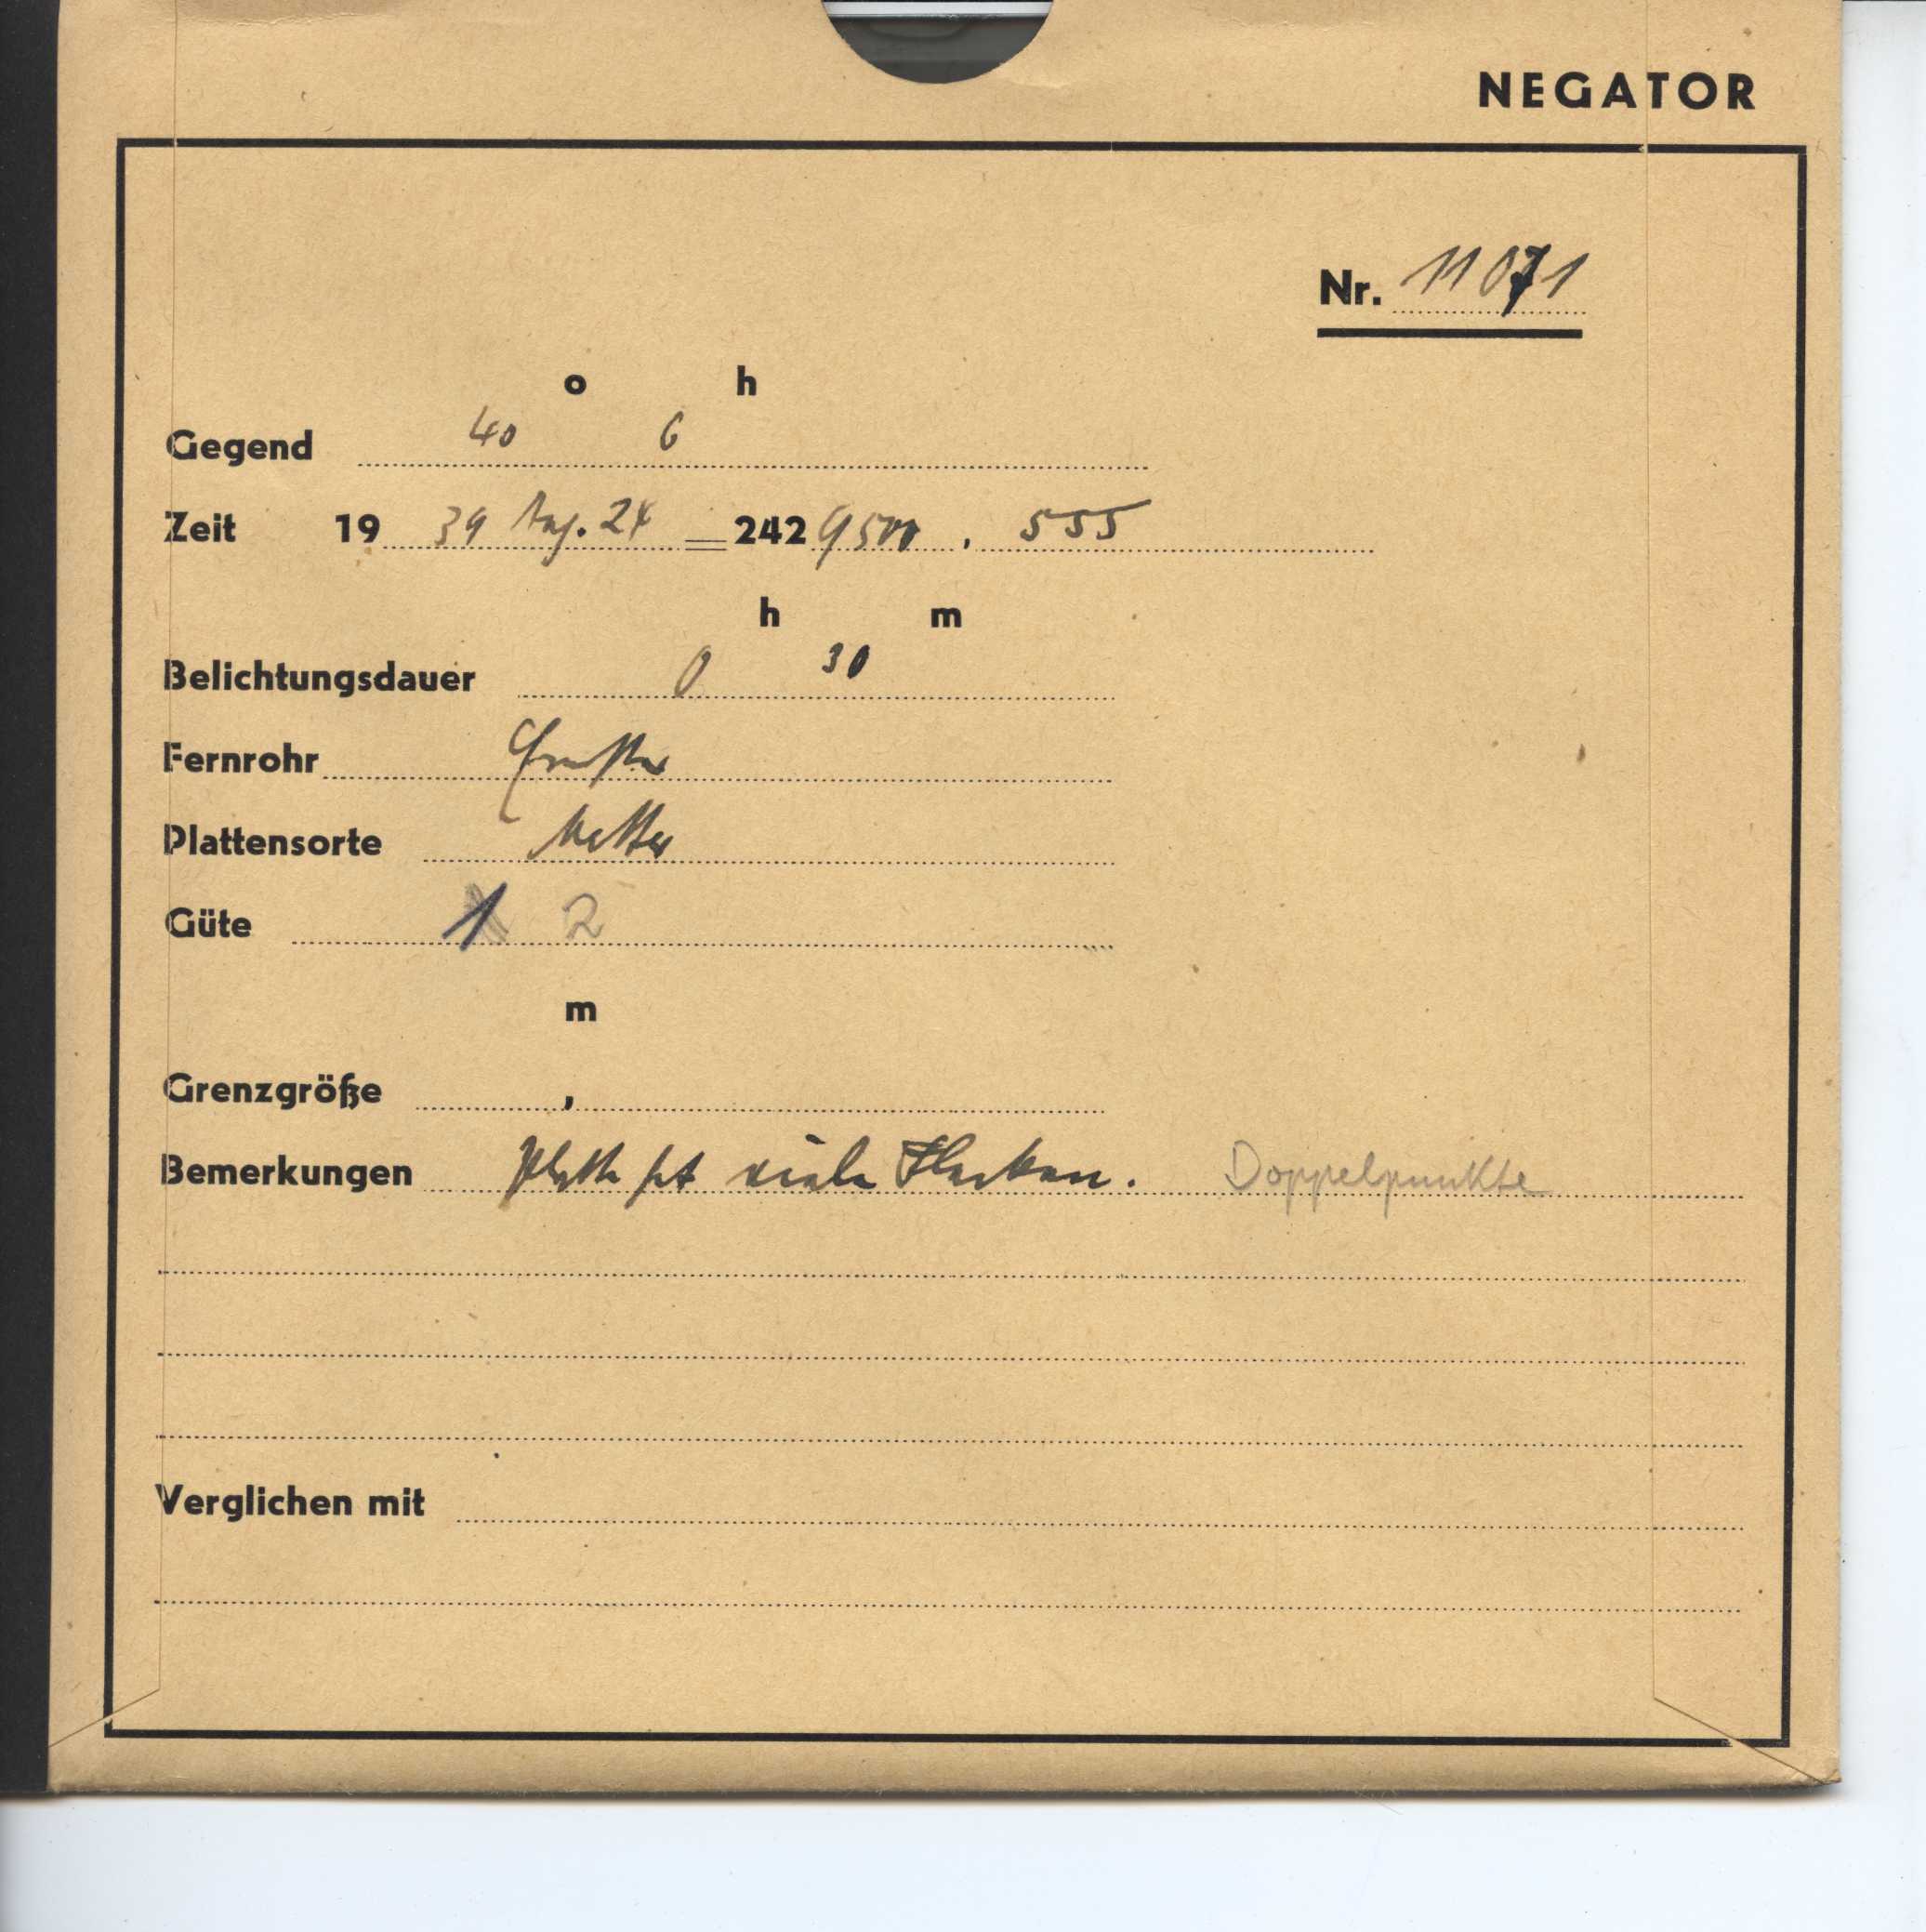 NEGATOR
Nr. 11071
o h
Gegend 40 6
Zeit 19 39 Aug. 24 = 242 9500 , 555
h m
Belichtungsdauer 0 30
Fernrohr
Plattensorte
Güte 1 2
m
Grenzgröße ,
Bemerkungen Platte hat viele Flecken. Doppelpunkte
Verglichen mit